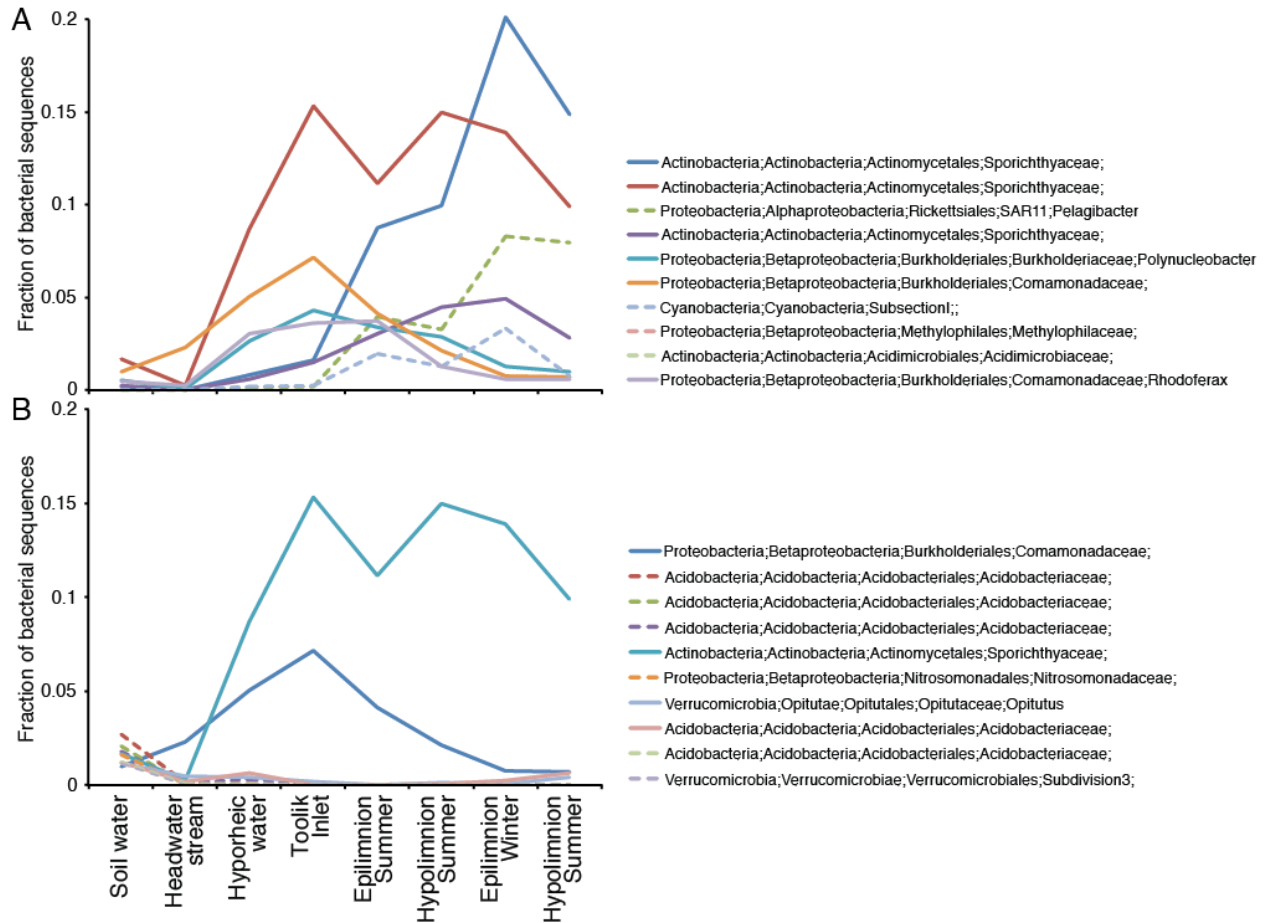 A
Fraction of bacterial sequences
0.2
0.15
0.1
0.05
0
Actinobacteria;Actinobacteria;Actinomycetales;Sporichthyaceae;
Actinobacteria;Actinobacteria;Actinomycetales;Sporichthyaceae;
Proteobacteria;Alphaproteobacteria;Rickettsiales;SAR11;Pelagibacter
Actinobacteria;Actinobacteria;Actinomycetales;Sporichthyaceae;
Proteobacteria;Betaproteobacteria;Burkholderiales;Burkholderiaceae;Polynucleobacter
Proteobacteria;Betaproteobacteria;Burkholderiales;Comamonadaceae;
Cyanobacteria;Cyanobacteria;SubsectionI;;
Proteobacteria;Betaproteobacteria;Methylophilales;Methylophilaceae;
Actinobacteria;Actinobacteria;Acidimicrobiales;Acidimicrobiaceae;
Proteobacteria;Betaproteobacteria;Burkholderiales;Comamonadaceae;Rhodoferax
B
Fraction of bacterial sequences
0.2
0.15
0.1
0.05
0
Proteobacteria;Betaproteobacteria;Burkholderiales;Comamonadaceae;
Acidobacteria;Acidobacteria;Acidobacteriales;Acidobacteriaceae;
Acidobacteria;Acidobacteria;Acidobacteriales;Acidobacteriaceae;
Acidobacteria;Acidobacteria;Acidobacteriales;Acidobacteriaceae;
Actinobacteria;Actinobacteria;Actinomycetales;Sporichthyaceae;
Proteobacteria;Betaproteobacteria;Nitrosomonadales;Nitrosomonadaceae;
Verrucomicrobia;Opitutae;Opitutales;Opitutaceae;Opitutus
Acidobacteria;Acidobacteria;Acidobacteriales;Acidobacteriaceae;
Acidobacteria;Acidobacteria;Acidobacteriales;Acidobacteriaceae;
Verrucomicrobia;Verrucomicrobiae;Verrucomicrobiales;Subdivision3;
Soil water
Headwater
stream
Hyporheic
water
Toolik
Inlet
Epilimnion
Summer
Hypolimnion
Summer
Epilimnion
Winter
Hypolimnion
Summer